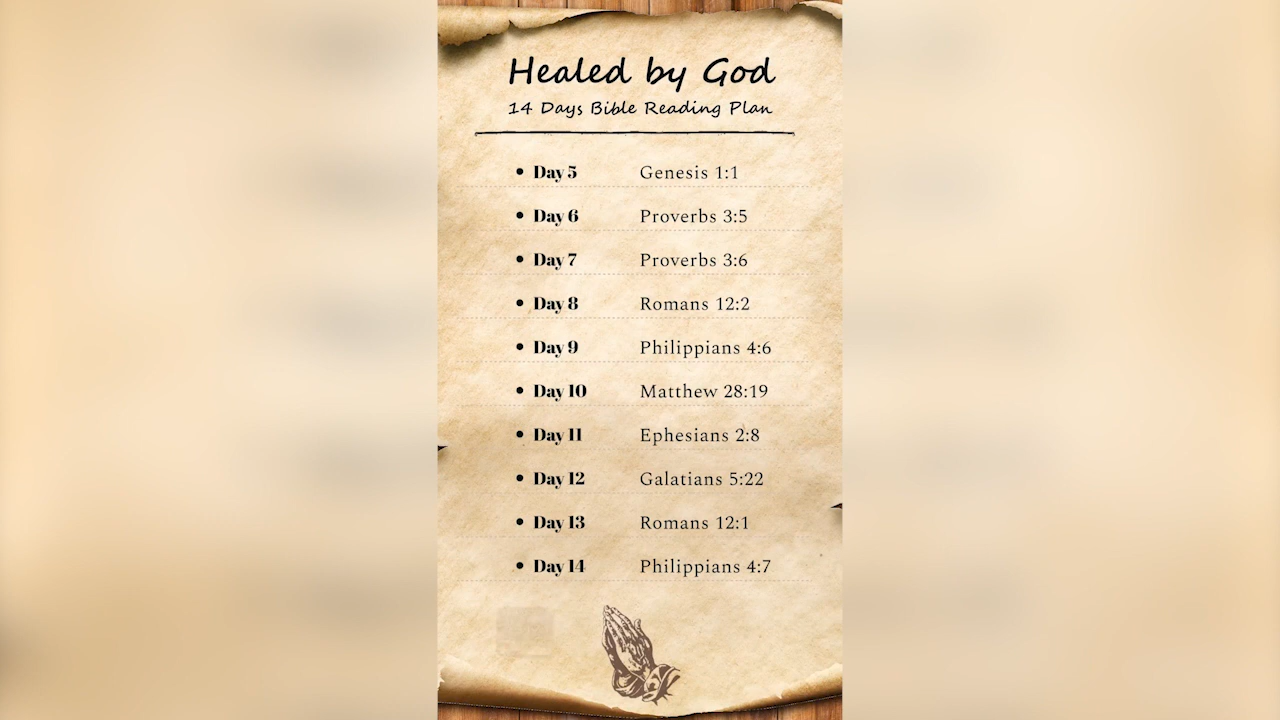 Healed by God
14 Days Bible Reading Plan
• Day 5 Genesis 1:1
• Day 6 Proverbs 3:5
• Day 7 Proverbs 3:6
• Day 8 Romans 12:2
• Day 9 Philippians 4:6
• Day 10 Matthew 28:19
• Day 11 Ephesians 2:8
• Day 12 Galatians 5:22
• Day 13 Romans 12:1
• Day 14 Philippians 4:7